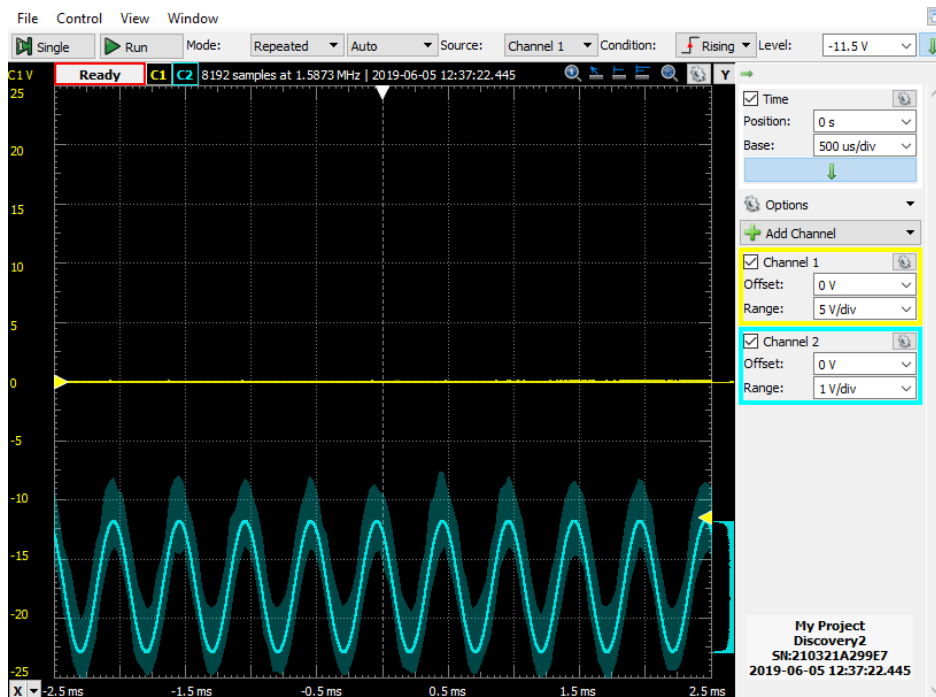 File Control View Window
Single Run Mode: Repeated Auto Source: Channel 1 Condition: Rising Level: -11.5 V
C1 V Ready C1 C2 8192 samples at 1.5873 MHz | 2019-06-05 12:37:22.445 Y
25
20
15
10
5
0
-5
-10
-15
-20
-25
X -2.5 ms -1.5 ms -0.5 ms 0.5 ms 1.5 ms 2.5 ms
Time
Position: 0 s
Base: 500 us/div
Options
Add Channel
Channel 1
Offset: 0 V
Range: 5 V/div
Channel 2
Offset: 0 V
Range: 1 V/div
My Project
Discovery2
SN:210321A299E7
2019-06-05 12:37:22.445